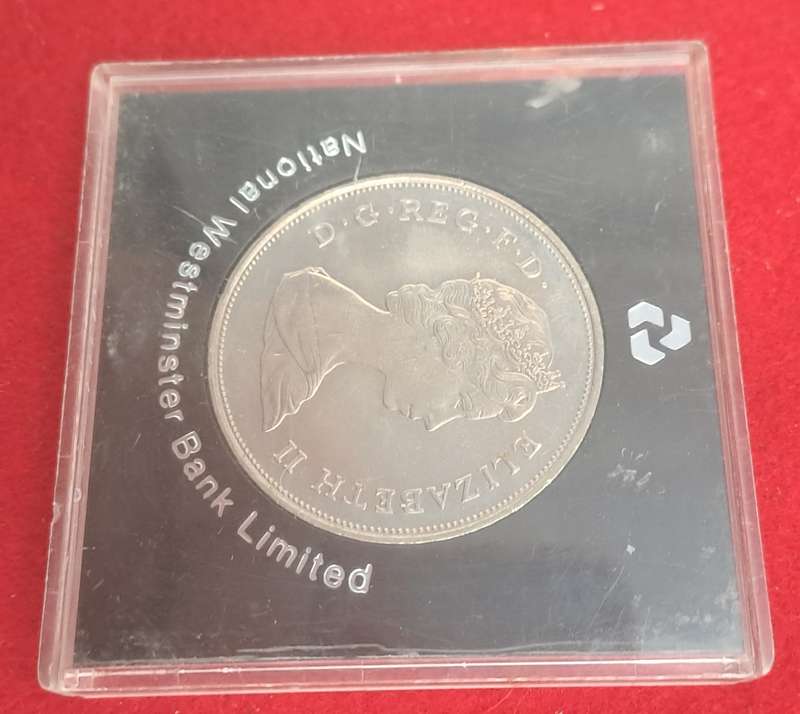 D·G·REG·F·D·
ELIZABETH II
National Westminster Bank Limited